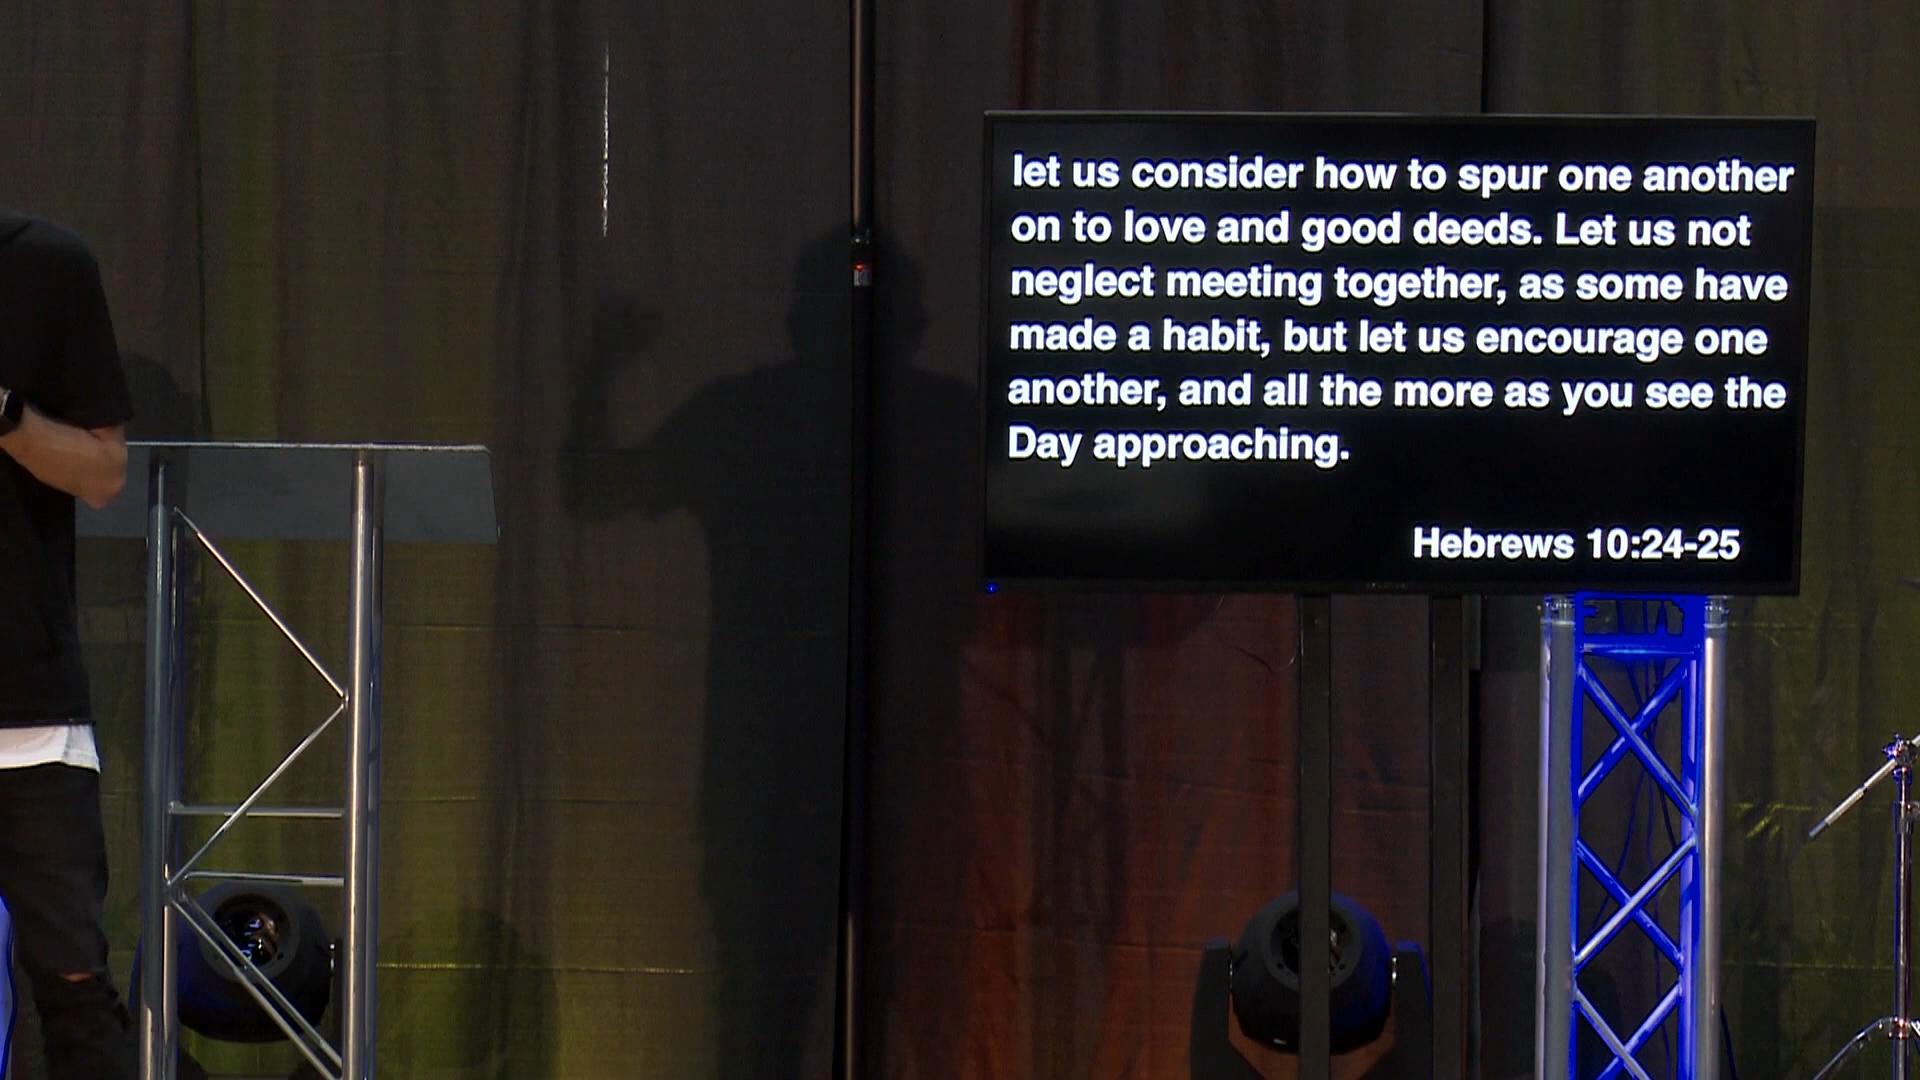 let us consider how to spur one another
on to love and good deeds. Let us not
neglect meeting together, as some have
made a habit, but let us encourage one
another, and all the more as you see the
Day approaching.
Hebrews 10:24-25